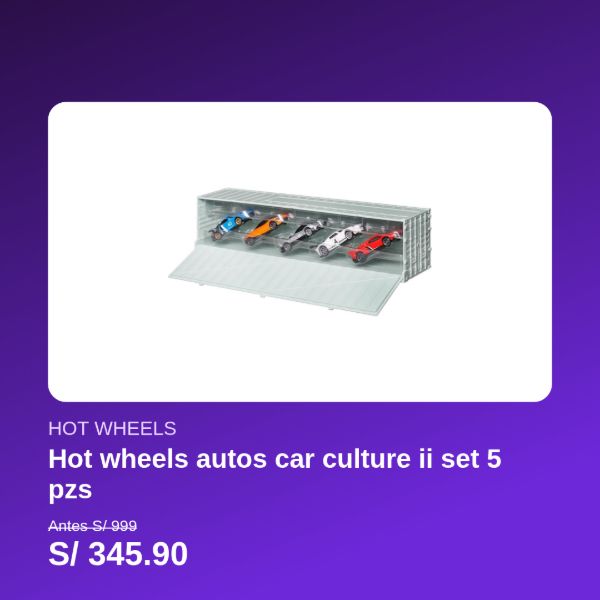 HOT WHEELS
Hot wheels autos car culture ii set 5
pzs
Antes S/ 999
S/ 345.90